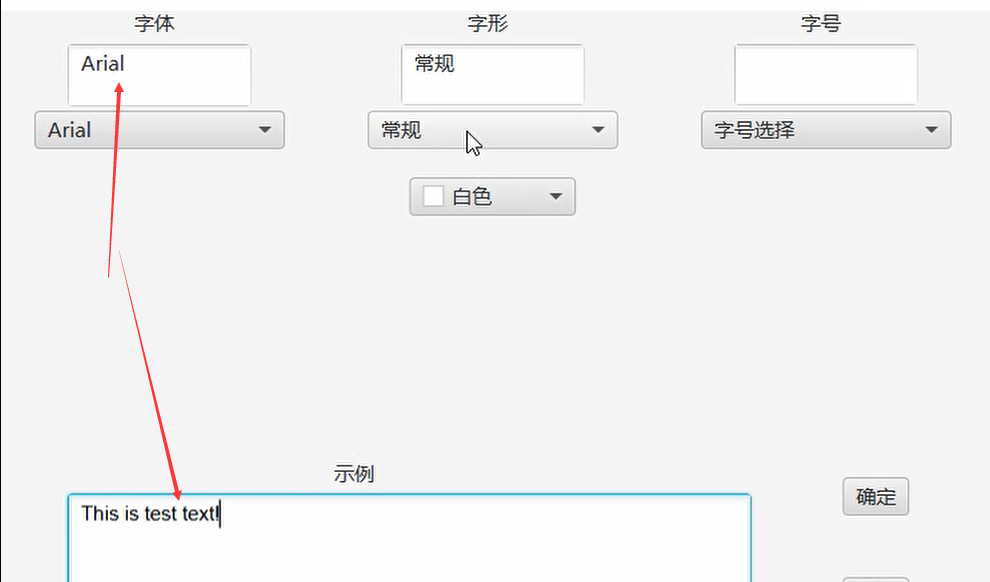 字体 字形 字号
Arial 常规
Arial 常规 字号选择
白色
示例
确定
This is test text!